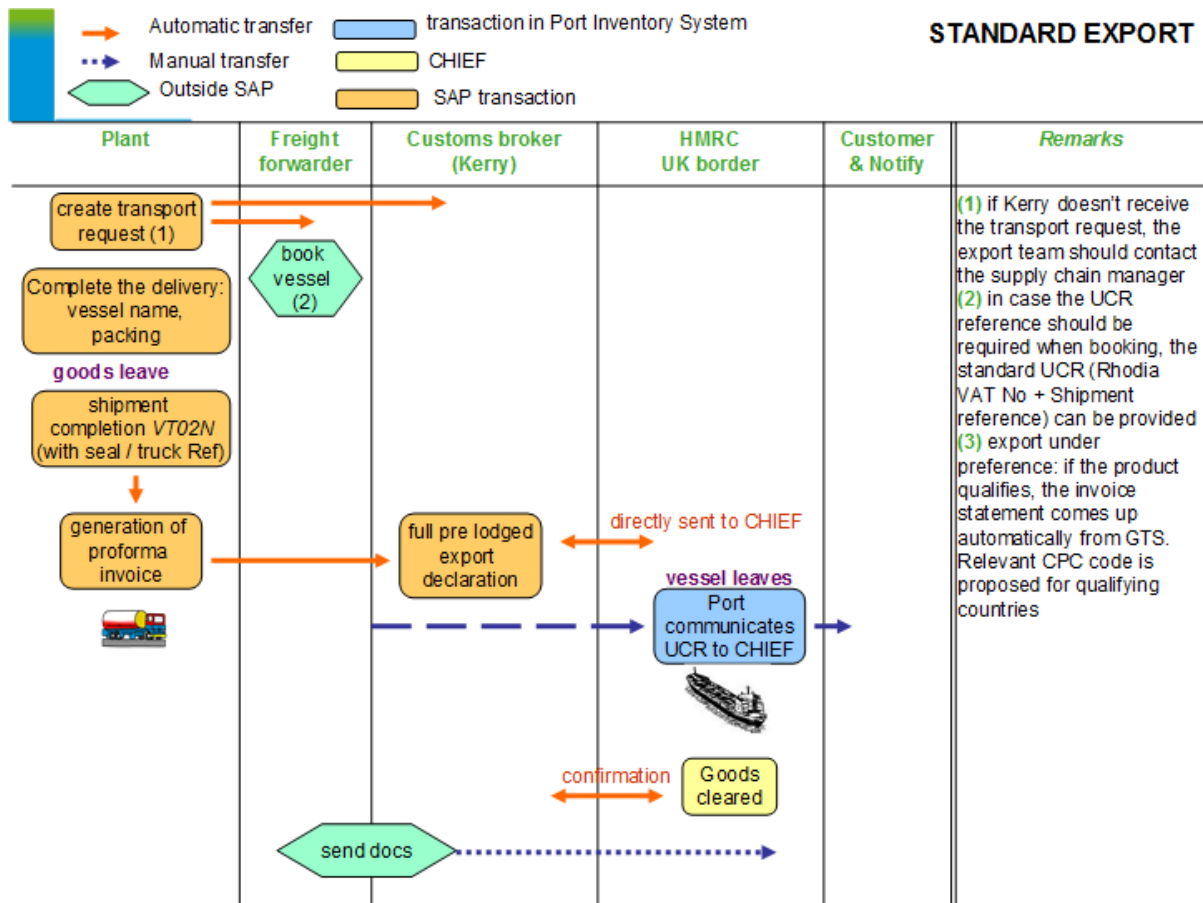 Automatic transfer
transaction in Port Inventory System
STANDARD EXPORT
Manual transfer
CHIEF
Outside SAP
SAP transaction
Plant
Freight
forwarder
Customs broker
(Kerry)
HMRC
UK border
Customer
& Notify
Remarks
create transport
request (1)
book
vessel
(2)
Complete the delivery:
vessel name,
packing
goods leave
shipment
completion VT02N
(with seal / truck Ref)
generation of
proforma
invoice
full pre lodged
export
declaration
directly sent to CHIEF
vessel leaves
Port
communicates
UCR to CHIEF
confirmation
Goods
cleared
send docs
(1) if Kerry doesn't receive
the transport request, the
export team should contact
the supply chain manager
(2) in case the UCR
reference should be
required when booking, the
standard UCR (Rhodia
VAT No + Shipment
reference) can be provided
(3) export under
preference: if the product
qualifies, the invoice
statement comes up
automatically from GTS.
Relevant CPC code is
proposed for qualifying
countries